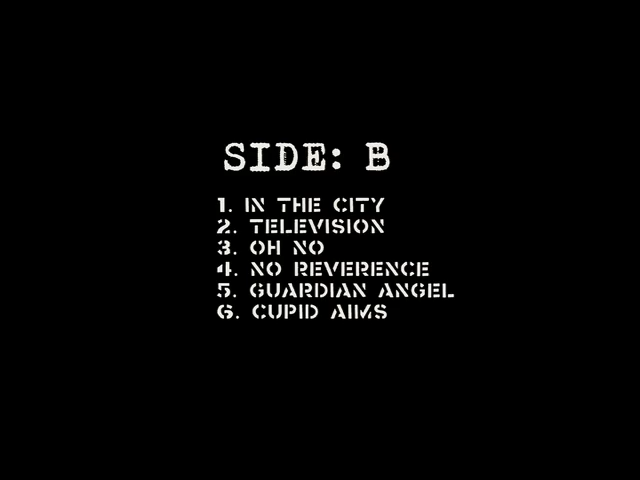 SIDE: B
1. IN THE CITY
2. TELEVISION
3. OH NO
4. NO REVERENCE
5. GUARDIAN ANGEL
6. CUPID AIMS